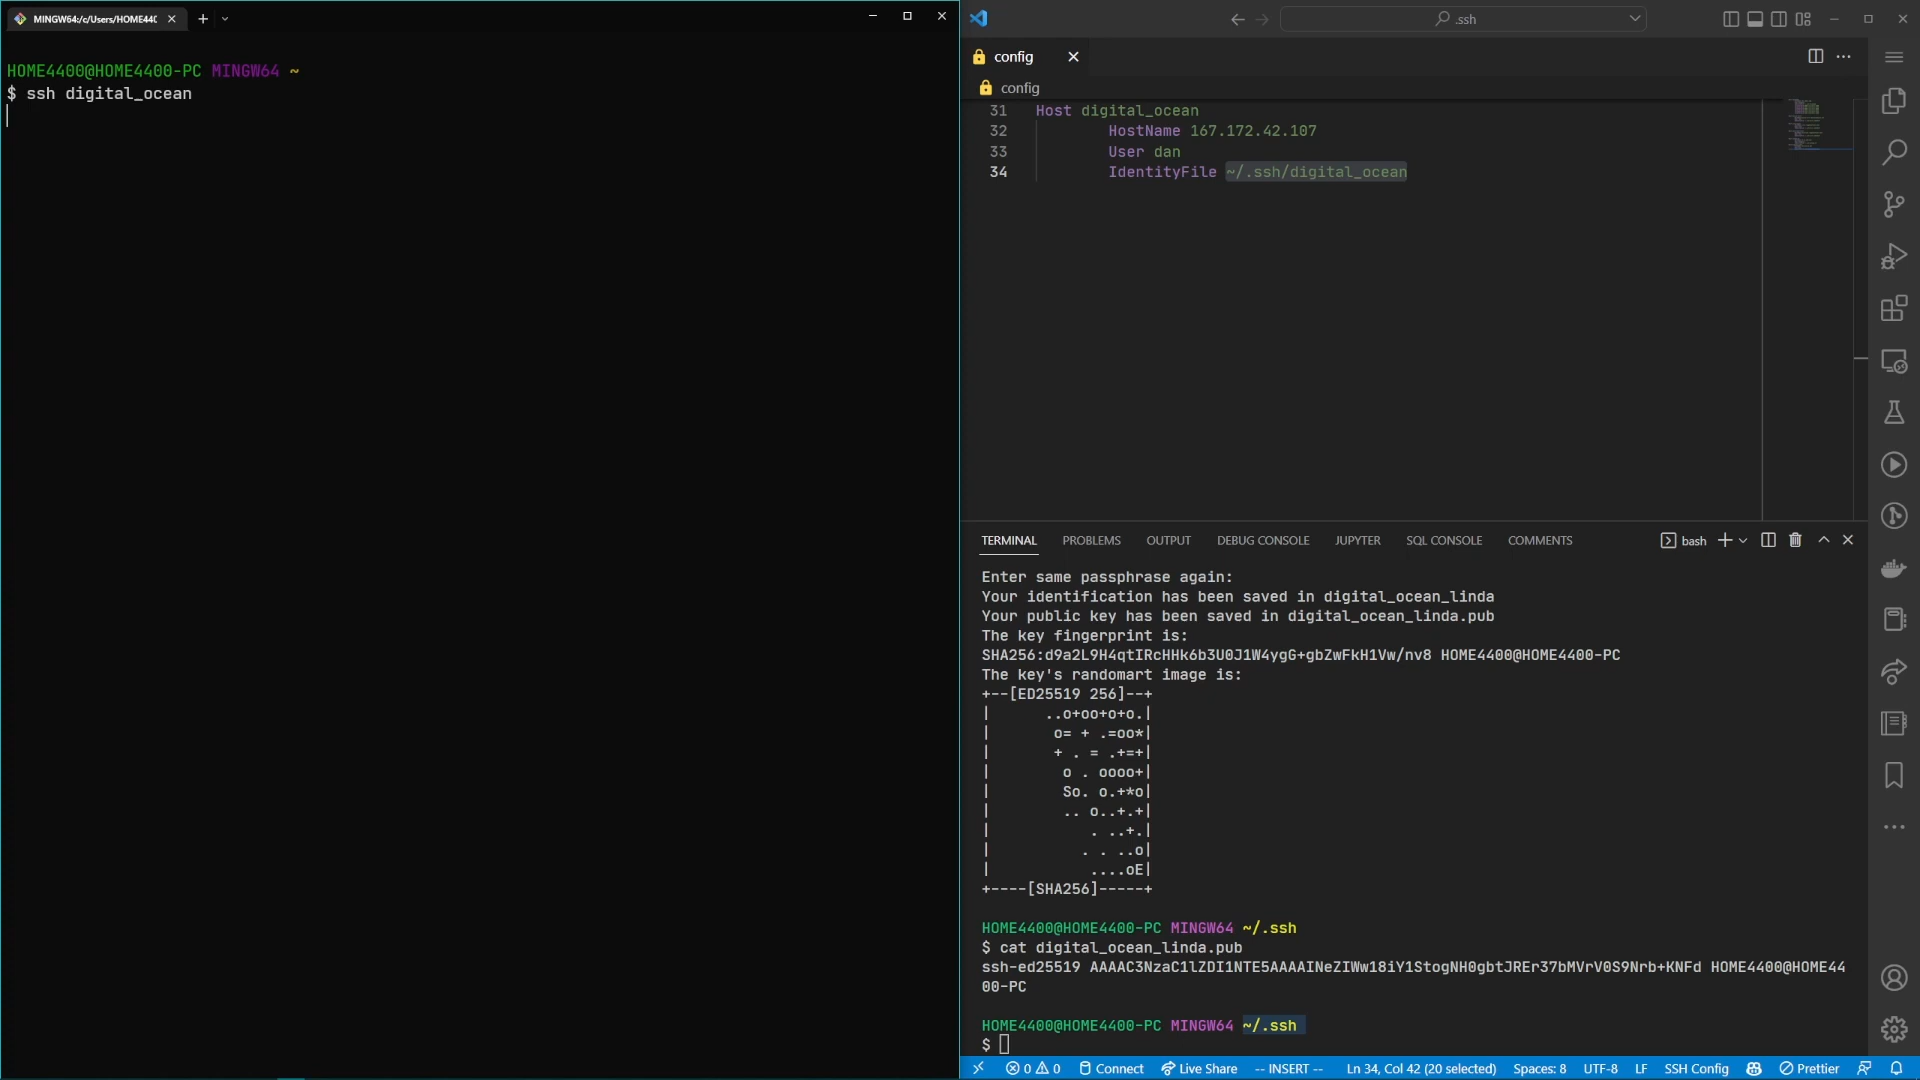 MINGW64:/c/Users/HOME44(
HOME4400@HOME4400-PC MINGW64 ~
$ ssh digital_ocean
.ssh
config
config
31 Host digital_ocean
32 HostName 167.172.42.107
33 User dan
34 IdentityFile ~/.ssh/digital_ocean
TERMINAL PROBLEMS OUTPUT DEBUG CONSOLE JUPYTER SQL CONSOLE COMMENTS bash
Enter same passphrase again:
Your identification has been saved in digital_ocean_linda
Your public key has been saved in digital_ocean_linda.pub
The key fingerprint is:
SHA256:d9a2L9H4qtIRcHHk6b3U0J1W4ygG+gbZwFkH1Vw/nv8 HOME4400@HOME4400-PC
The key's randomart image is:
+--[ED25519 256]--+
|      ..o+oo+o+o.|
|       o= + .=oo*|
|       + . = .+=+|
|        o . oooo+|
|        So. o.+*o|
|        .. o..+.+|
|           . ..+.|
|          . . ..o|
|           ....oE|
+----[SHA256]-----+
HOME4400@HOME4400-PC MINGW64 ~/.ssh
$ cat digital_ocean_linda.pub
ssh-ed25519 AAAAC3NzaC1lZDI1NTE5AAAAINeZIWw18iY1StogNH0gbtJREr37bMVrV0S9Nrb+KNFd HOME4400@HOME44
00-PC
HOME4400@HOME4400-PC MINGW64 ~/.ssh
$
0 0 Connect Live Share -- INSERT -- Ln 34, Col 42 (20 selected) Spaces: 8 UTF-8 LF SSH Config Prettier